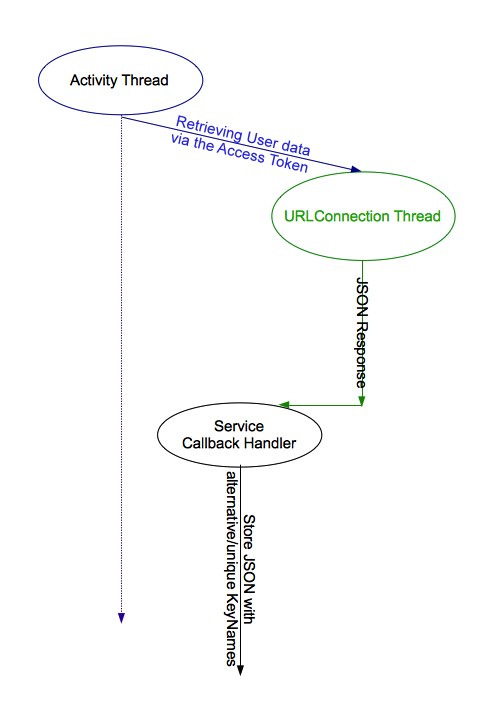 Activity Thread
Retrieving User data
via the Access Token
URLConnection Thread
JSON Response
Service
Callback Handler
Store JSON with
alternative/unique KeyNames